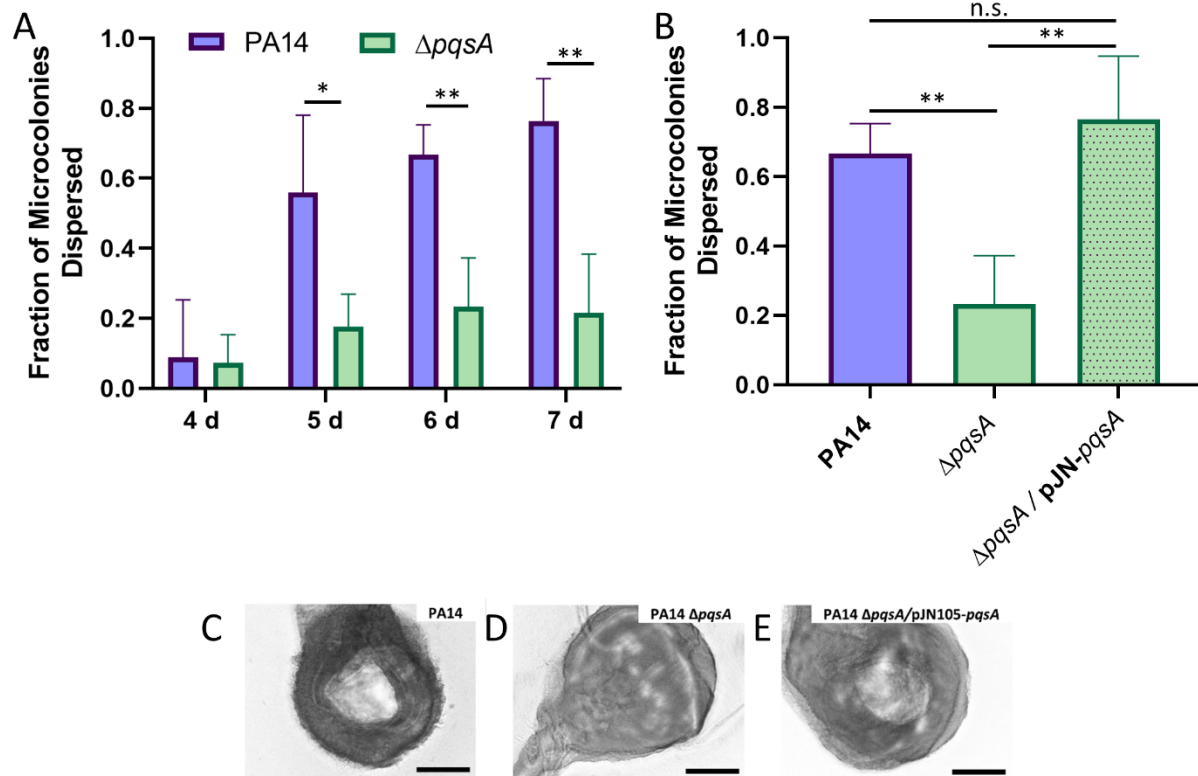 A
PA14
ΔpqsA
Fraction of Microcolonies
Dispersed
1.0
0.8
0.6
0.4
0.2
0.0
*
**
**
4 d
5 d
6 d
7 d
B
n.s.
**
**
Fraction of Microcolonies
Dispersed
1.0
0.8
0.6
0.4
0.2
0.0
PA14
ΔpqsA
ΔpqsA / pJN-pqsA
C
PA14
D
PA14 ΔpqsA
E
PA14 ΔpqsA/pJN105-pqsA